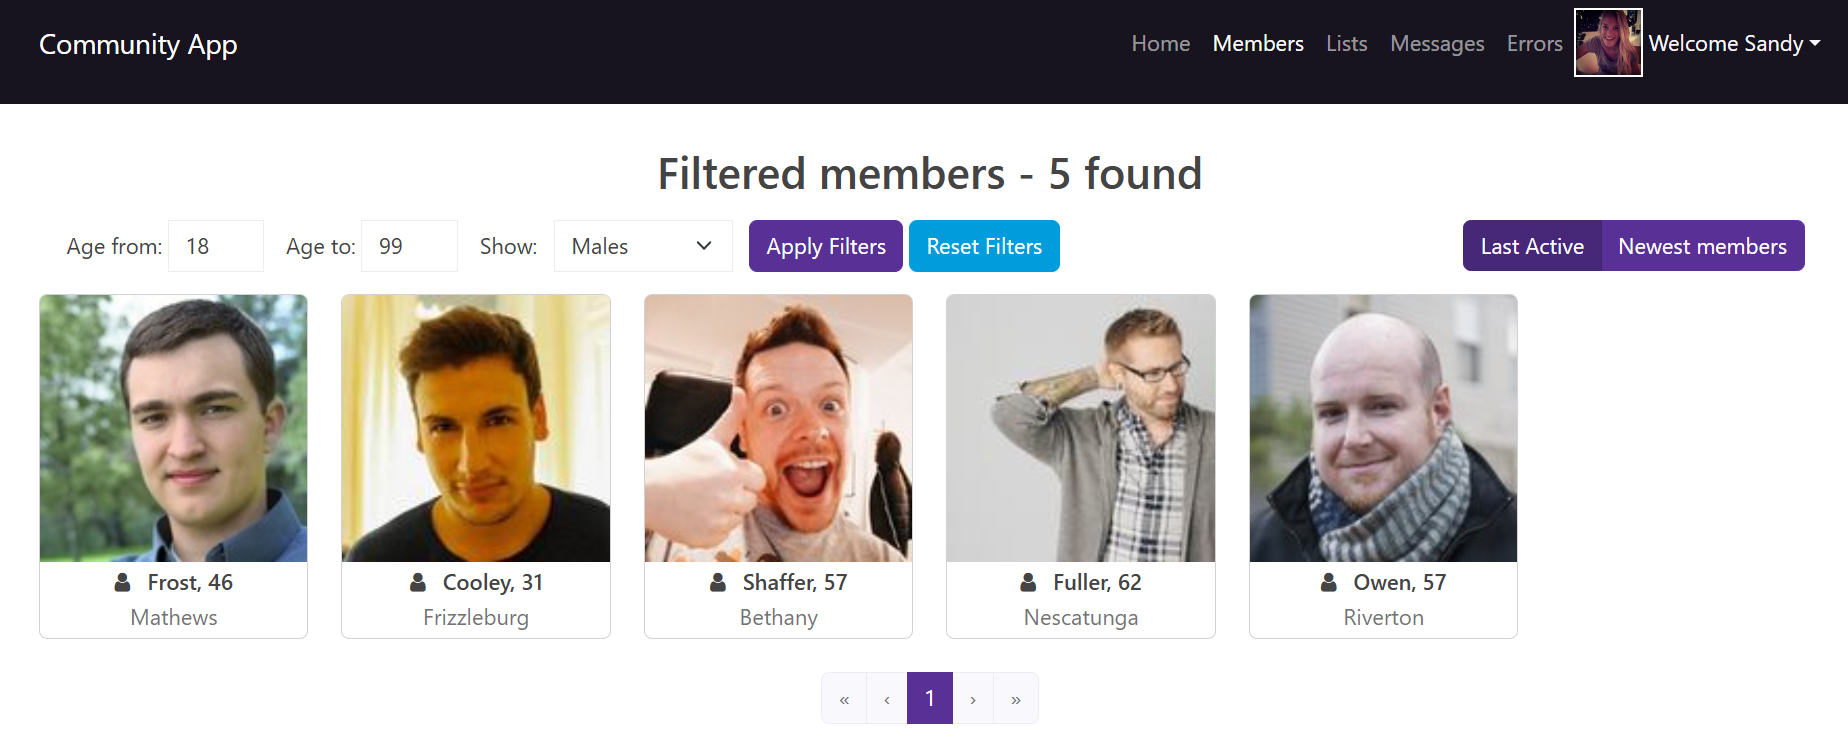 Community App
Home Members Lists Messages Errors Welcome Sandy
Filtered members - 5 found
Age from: 18 Age to: 99 Show: Males Apply Filters Reset Filters Last Active Newest members
Frost, 46
Mathews
Cooley, 31
Frizzleburg
Shaffer, 57
Bethany
Fuller, 62
Nescatunga
Owen, 57
Riverton
« ‹ 1 › »